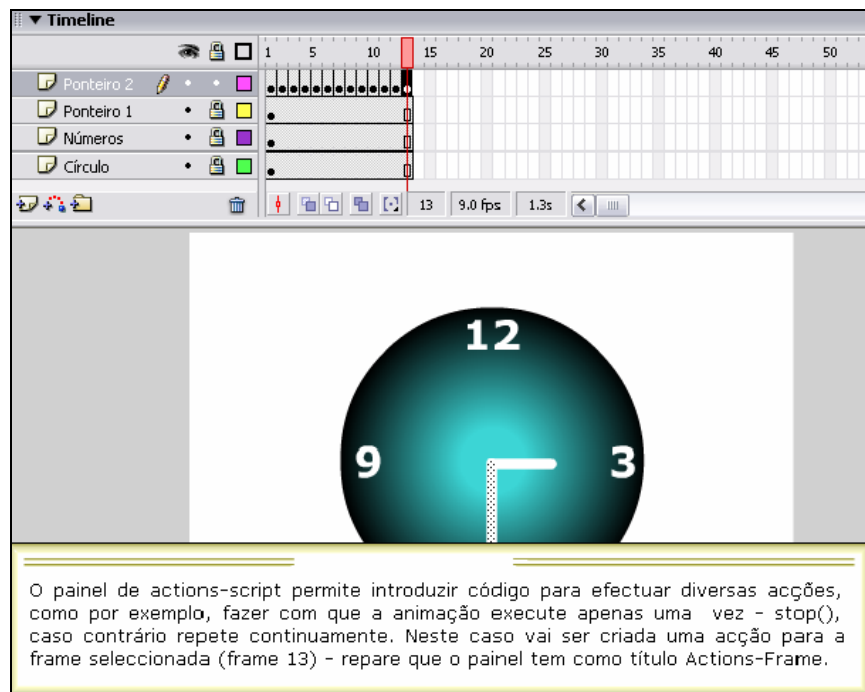 Timeline
1 5 10 15 20 25 30 35 40 45 50
Ponteiro 2
Ponteiro 1
Números
Círculo
13 9.0 fps 1.3s
12
9 3
O painel de actions-script permite introduzir código para efectuar diversas acções,
como por exemplo, fazer com que a animação execute apenas uma vez - stop(),
caso contrário repete continuamente. Neste caso vai ser criada uma acção para a
frame seleccionada (frame 13) - repare que o painel tem como título Actions-Frame.